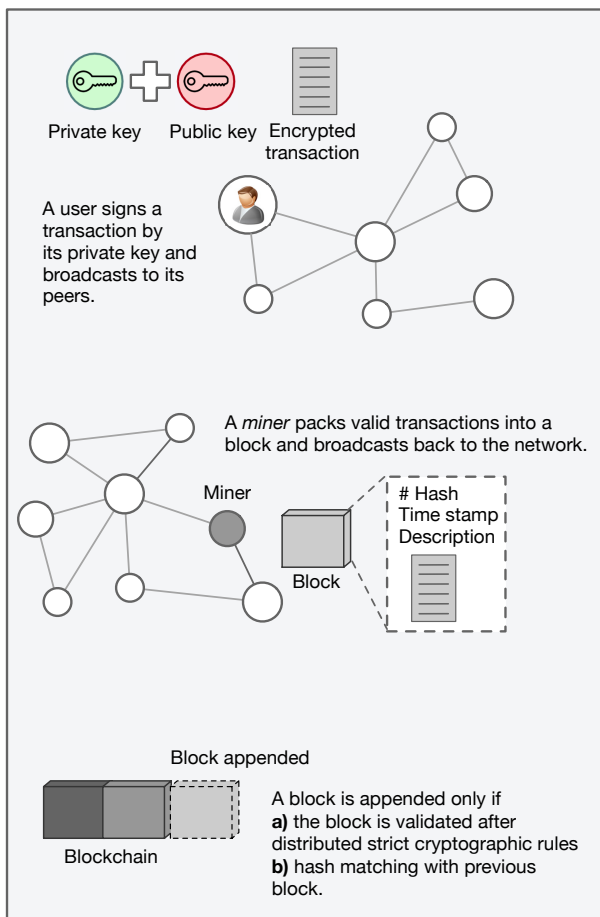 Private key
Public key
Encrypted
transaction
A user signs a
transaction by
its private key and
broadcasts to its
peers.
A miner packs valid transactions into a
block and broadcasts back to the network.
Miner
# Hash
Time stamp
Description
Block
Block appended
Blockchain
A block is appended only if
a) the block is validated after
distributed strict cryptographic rules
b) hash matching with previous
block.